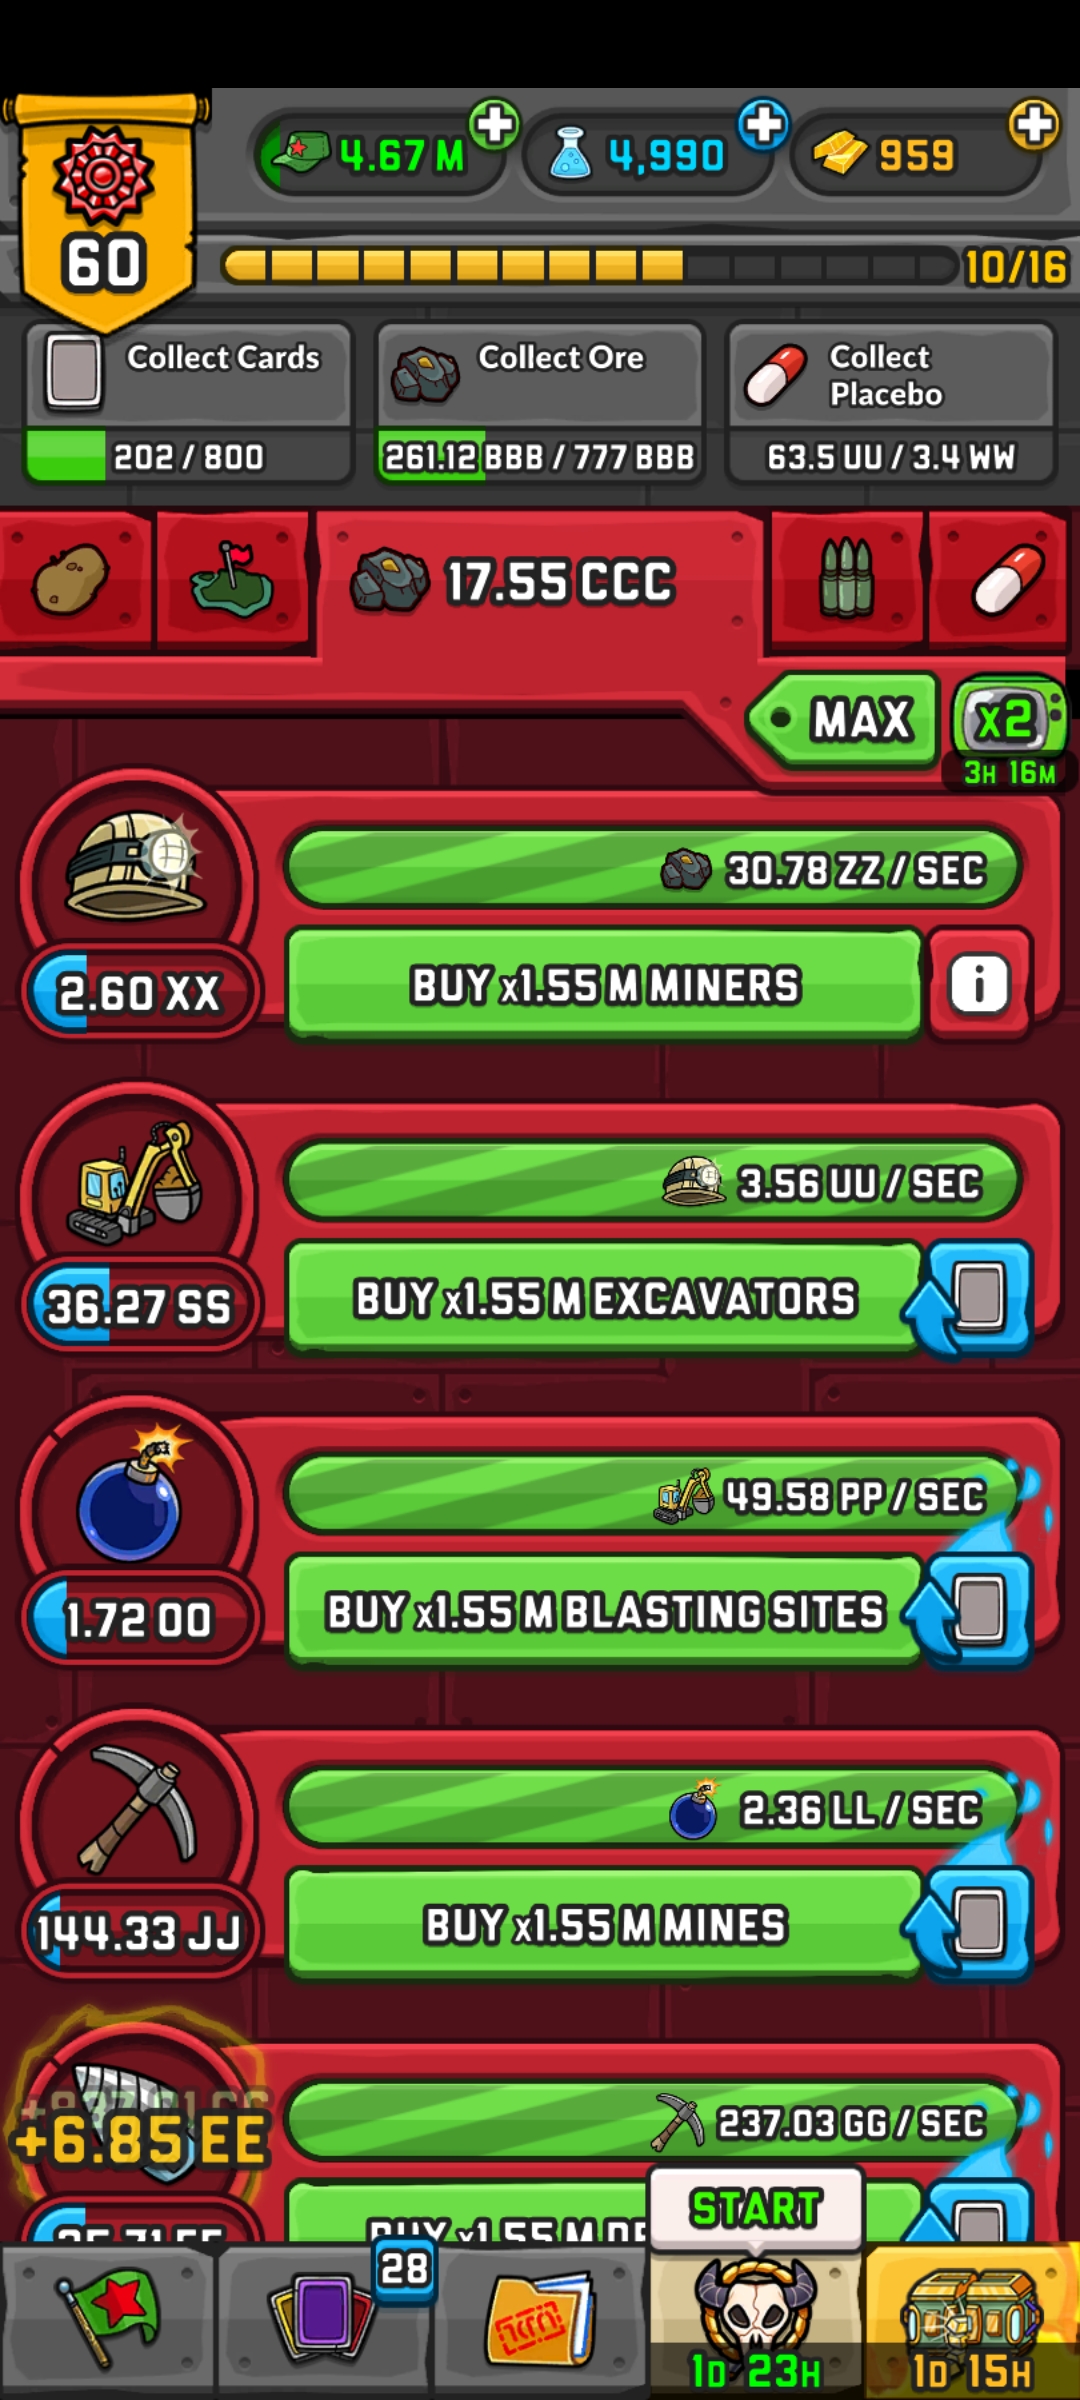 4.67 M
4,990
959
60
10/16
Collect Cards
202 / 800
Collect Ore
261.12 BBB / 777 BBB
Collect
Placebo
63.5 UU / 3.4 WW
17.55 CCC
MAX
x2
3H 16M
30.78 ZZ / SEC
2.60 XX
BUY x1.55 M MINERS
i
3.56 UU / SEC
36.27 SS
BUY x1.55 M EXCAVATORS
49.58 PP / SEC
1.72 OO
BUY x1.55 M BLASTING SITES
2.36 LL / SEC
144.33 JJ
BUY x1.55 M MINES
237.03 GG / SEC
+6.85 EE
BUY x1.55 M
START
28
1D 23H
1D 15H